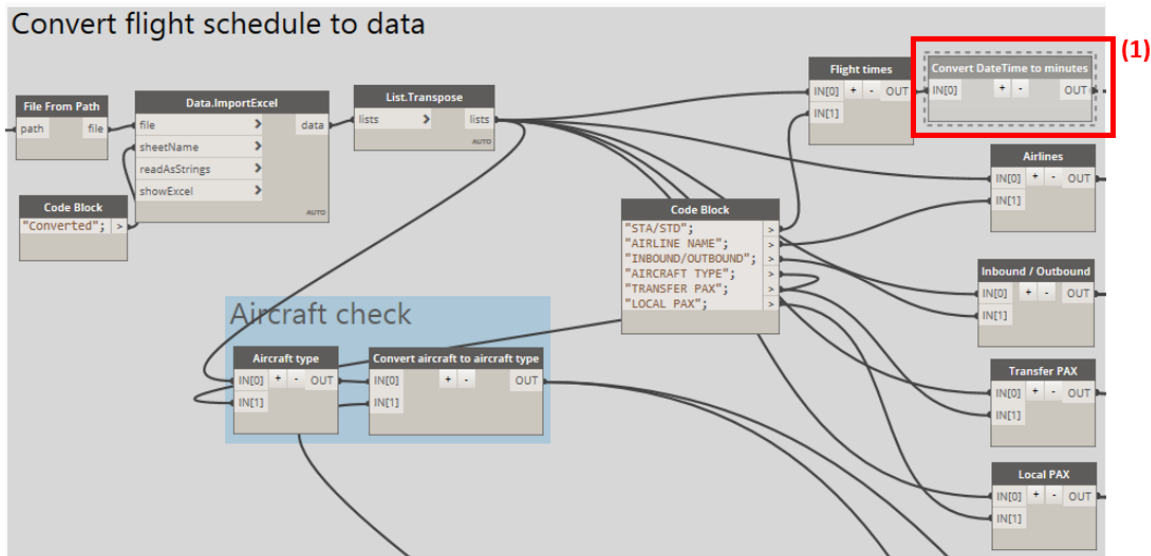 Convert flight schedule to data
(1)
File From Path
path file
Data.ImportExcel
file > data
sheetName >
readAsStrings >
showExcel >
AUTO
List.Transpose
lists > lists
AUTO
Flight times
IN[0] + - OUT
IN[1]
Convert DateTime to minutes
IN[0] + - OUT
Code Block
"Converted"; >
Code Block
"STA/STD"; >
"AIRLINE NAME"; >
"INBOUND/OUTBOUND"; >
"AIRCRAFT TYPE"; >
"TRANSFER PAX"; >
"LOCAL PAX"; >
Airlines
IN[0] + - OUT
IN[1]
Inbound / Outbound
IN[0] + - OUT
IN[1]
Aircraft check
Aircraft type
IN[0] + - OUT
IN[1]
Convert aircraft to aircraft type
IN[0] + - OUT
IN[1]
Transfer PAX
IN[0] + - OUT
IN[1]
Local PAX
IN[0] + - OUT
IN[1]